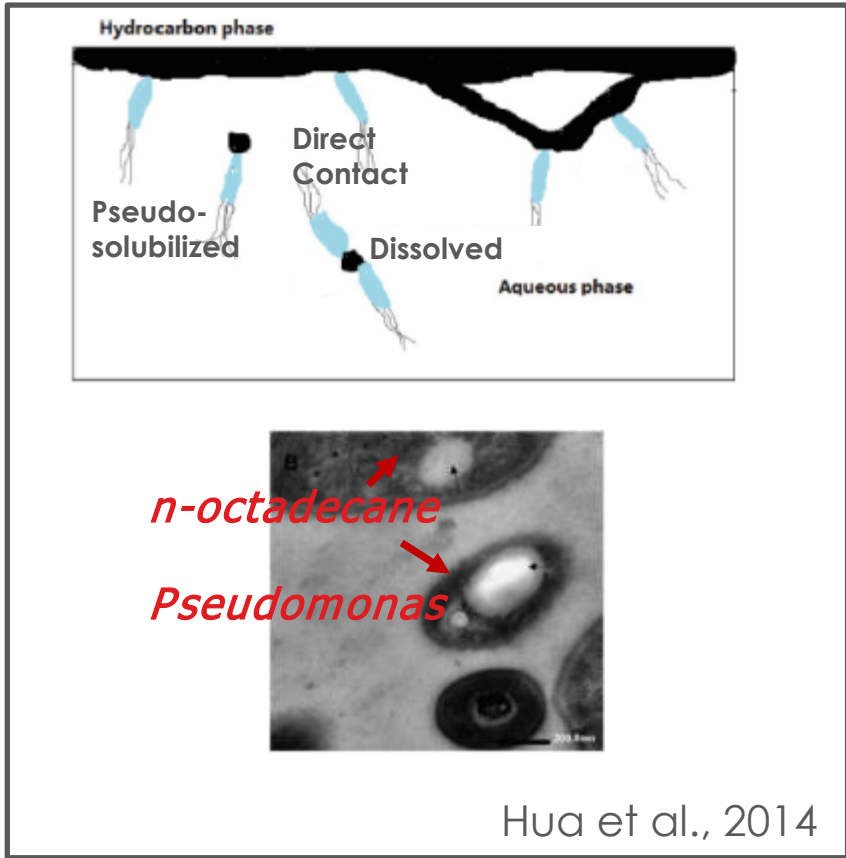 Hydrocarbon phase
Direct
Contact
Pseudo-
solubilized
Dissolved
Aqueous phase
B
n-octadecane
Pseudomonas
Hua et al., 2014